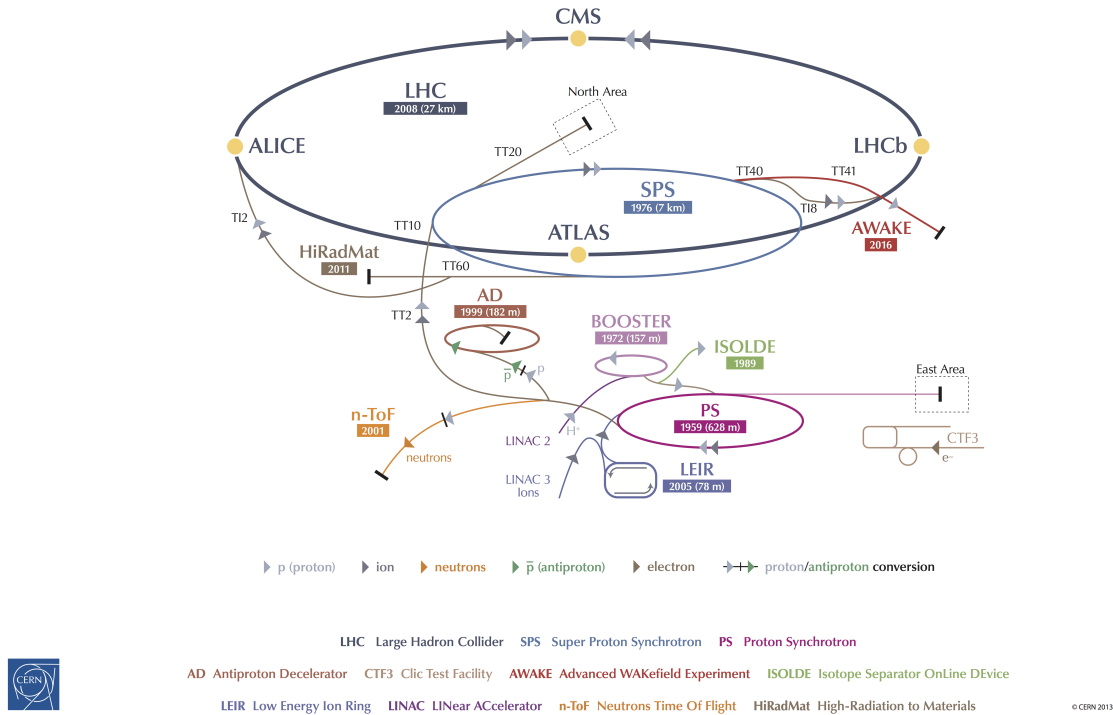 CMS
LHC
2008 (27 km)
North Area
ALICE
LHCb
TT20
TT40
TT41
SPS
1976 (7 km)
TI8
TI2
TT10
ATLAS
AWAKE
2016
HiRadMat
2011
TT60
AD
1999 (182 m)
TT2
BOOSTER
1972 (157 m)
ISOLDE
1989
p
p̅
East Area
n-ToF
2001
PS
1959 (628 m)
H⁻
LINAC 2
neutrons
CTF3
e⁻
LEIR
2005 (78 m)
LINAC 3
Ions
p (proton) ion neutrons p̅ (antiproton) electron proton/antiproton conversion
LHC Large Hadron Collider SPS Super Proton Synchrotron PS Proton Synchrotron
AD Antiproton Decelerator CTF3 Clic Test Facility AWAKE Advanced WAKefield Experiment ISOLDE Isotope Separator OnLine DEvice
LEIR Low Energy Ion Ring LINAC LINear ACcelerator n-ToF Neutrons Time Of Flight HiRadMat High-Radiation to Materials
CERN
© CERN 2013